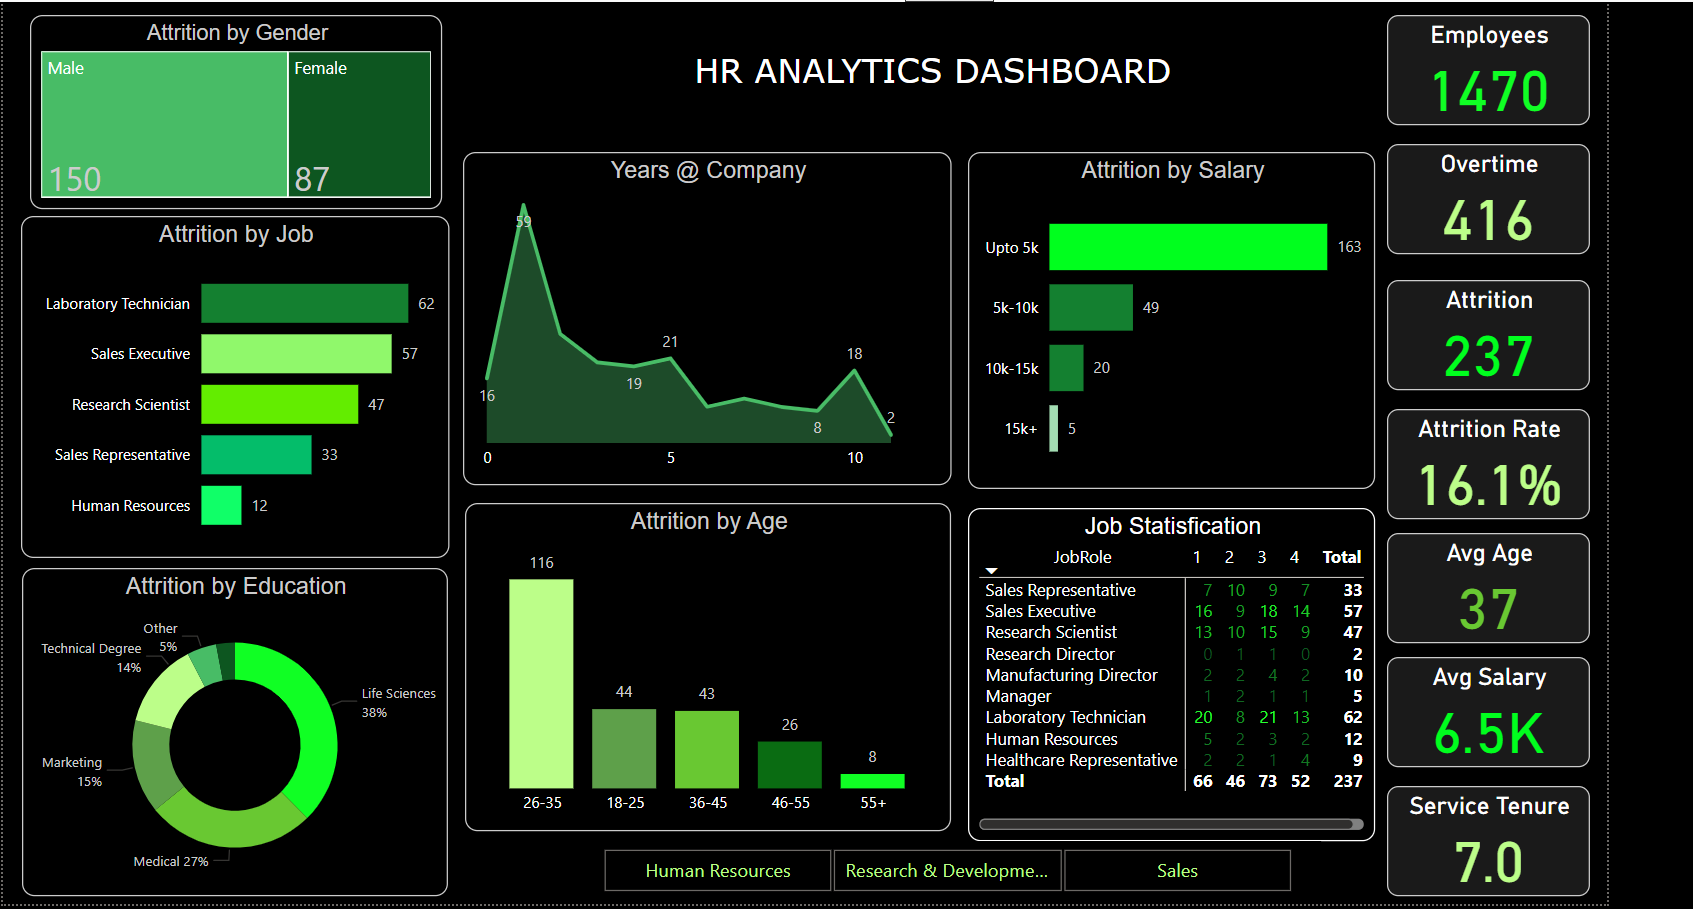 Attrition by Gender
Male
Female
150
87
HR ANALYTICS DASHBOARD
Employees
1470
Overtime
416
Attrition
237
Attrition Rate
16.1%
Avg Age
37
Avg Salary
6.5K
Service Tenure
7.0
Attrition by Job
Laboratory Technician 62
Sales Executive 57
Research Scientist 47
Sales Representative 33
Human Resources 12
Years @ Company
59
21
18
16
19
8
2
0 5 10
Attrition by Salary
Upto 5k 163
5k-10k 49
10k-15k 20
15k+ 5
Attrition by Education
Other
5%
Technical Degree
14%
Life Sciences
38%
Marketing
15%
Medical 27%
Attrition by Age
116
44
43
26
8
26-35 18-25 36-45 46-55 55+
Job Statisfication
JobRole 1 2 3 4 Total
Sales Representative 7 10 9 7 33
Sales Executive 16 9 18 14 57
Research Scientist 13 10 15 9 47
Research Director 0 1 1 0 2
Manufacturing Director 2 2 4 2 10
Manager 1 2 1 1 5
Laboratory Technician 20 8 21 13 62
Human Resources 5 2 3 2 12
Healthcare Representative 2 2 1 4 9
Total 66 46 73 52 237
Human Resources
Research & Developme...
Sales